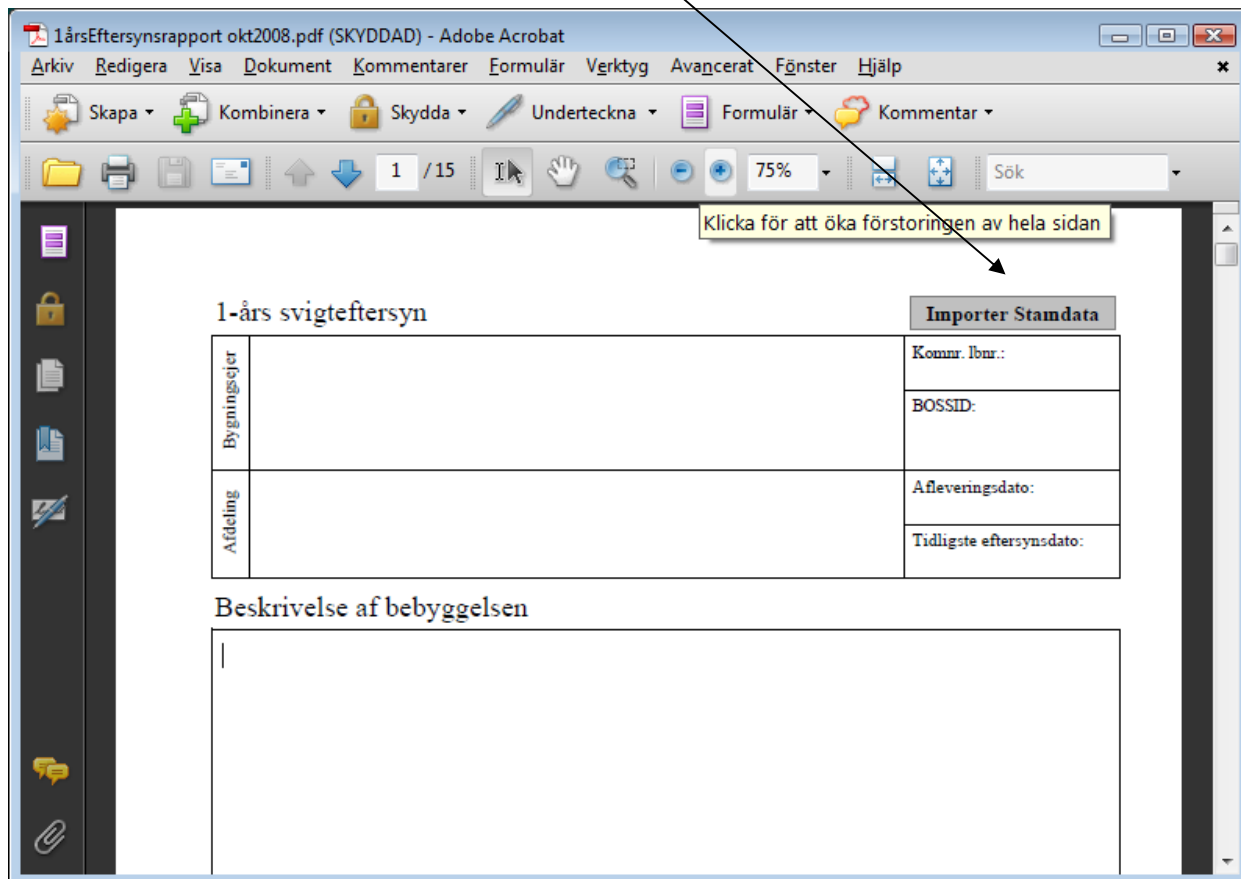 1årsEftersynsrapport okt2008.pdf (SKYDDAD) - Adobe Acrobat
Arkiv Redigera Visa Dokument Kommentarer Formulär Verktyg Avancerat Fönster Hjälp
Skapa Kombinera Skydda Underteckna Formulär Kommentar
1 / 15 75% Sök
Klicka för att öka förstoringen av hela sidan
1-års svigteftersyn
Importer Stamdata
Bygningsejer
Komnr. lbnr.:
BOSSID:
Afdeling
Afleveringsdato:
Tidligste eftersynsdato:
Beskrivelse af bebyggelsen